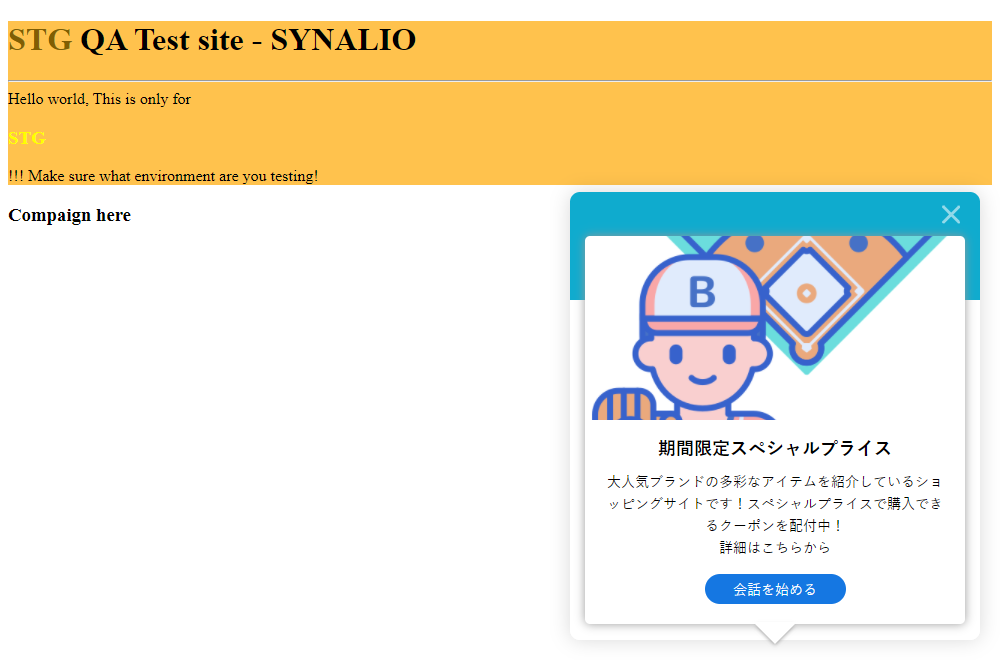 STG QA Test site - SYNALIO
Hello world, This is only for
STG
!!! Make sure what environment are you testing!
Compaign here
B
期間限定スペシャルプライス
大人気ブランドの多彩なアイテムを紹介しているショ
ッピングサイトです！スペシャルプライスで購入でき
るクーポンを配付中！
詳細はこちらから
会話を始める